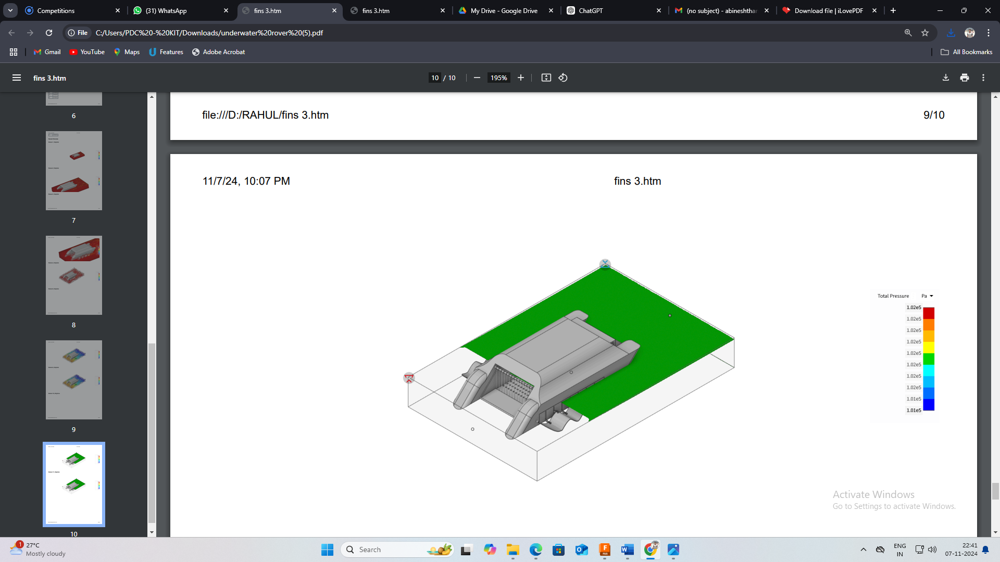 Competitions
(31) WhatsApp
fins 3.htm
fins 3.htm
My Drive - Google Drive
ChatGPT
(no subject) - abineshthar
Download file | iLovePDF
File
C:/Users/PDC%20-%20KIT/Downloads/underwater%20rover%20(5).pdf
Gmail
YouTube
Maps
Features
Adobe Acrobat
All Bookmarks
fins 3.htm
10 / 10
195%
6
7
8
9
10
file:///D:/RAHUL/fins 3.htm
9/10
11/7/24, 10:07 PM
fins 3.htm
Total Pressure
Pa
1.02e5
1.02e5
1.02e5
1.02e5
1.02e5
1.02e5
1.02e5
1.02e5
1.01e5
1.01e5
Activate Windows
Go to Settings to activate Windows.
1
27°C
Mostly cloudy
Search
ENG
IN
22:41
07-11-2024